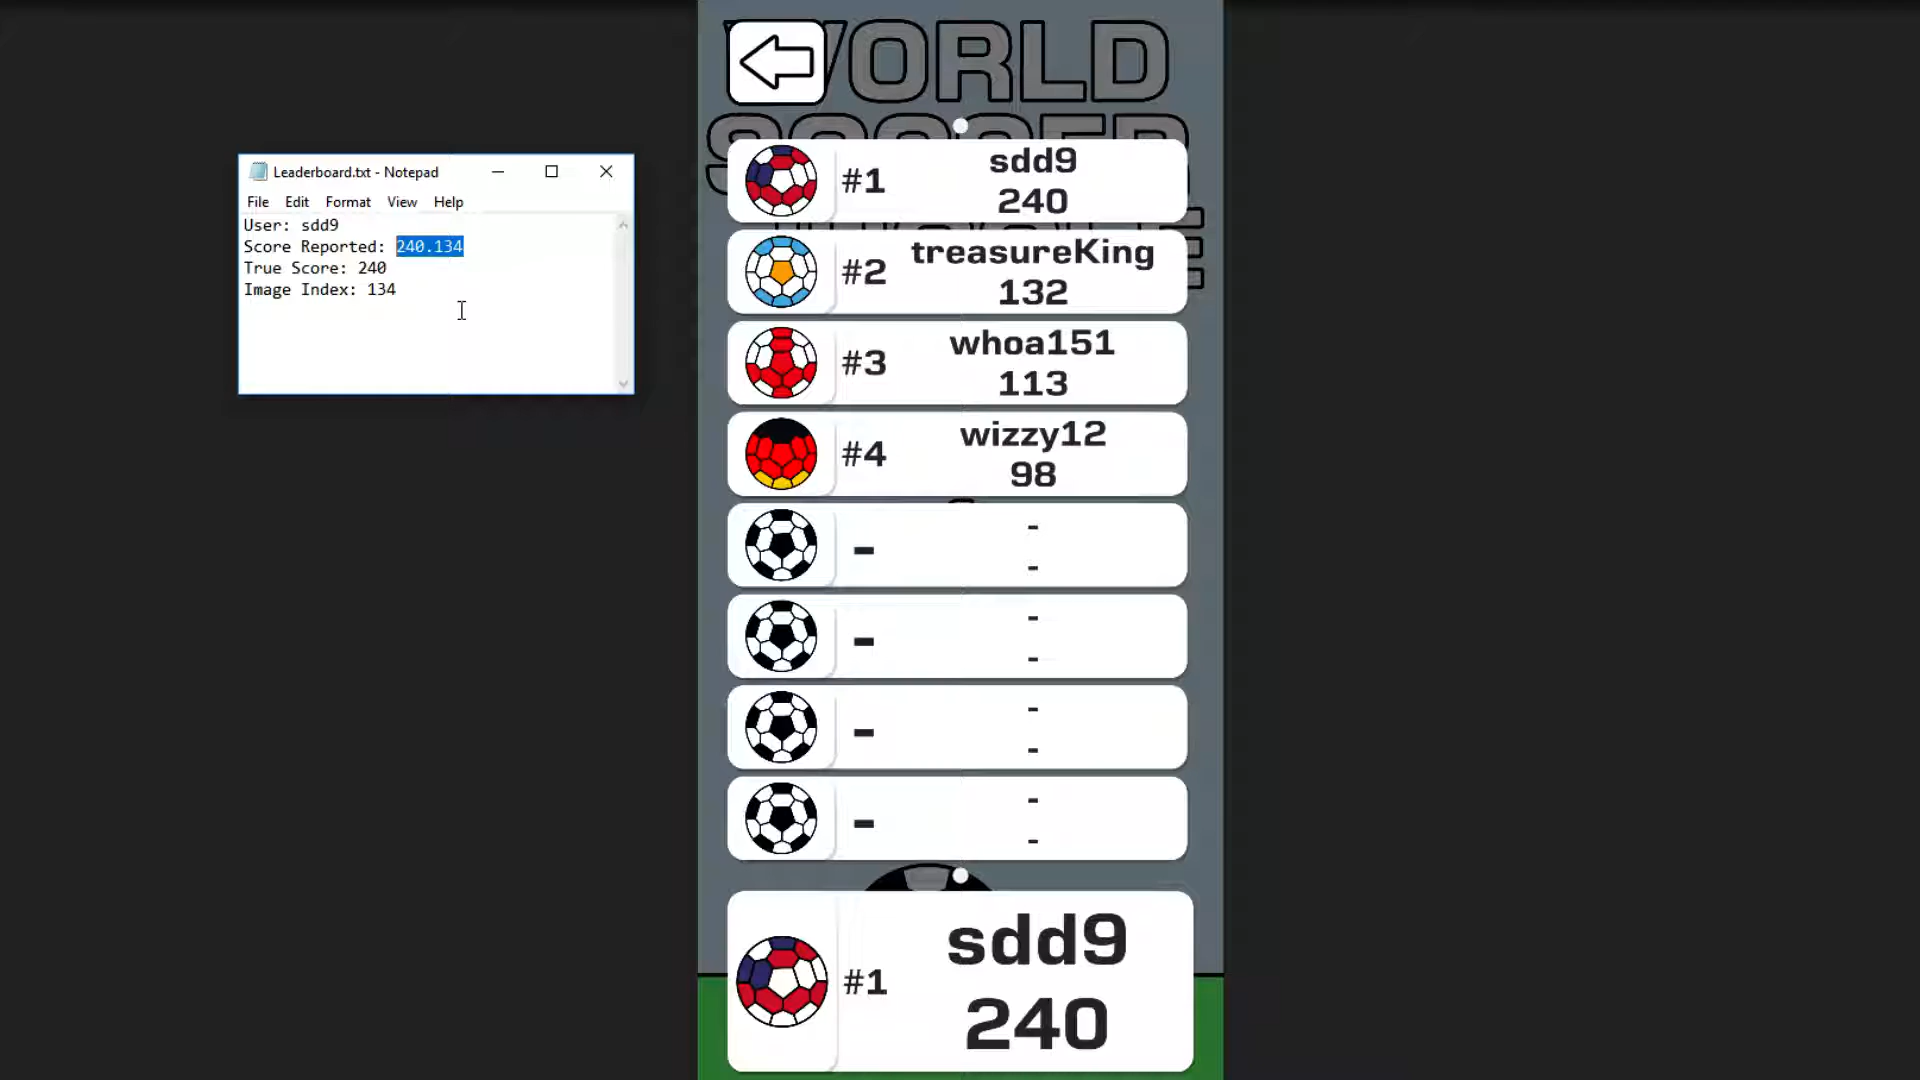 Leaderboard.txt - Notepad
File Edit Format View Help
User: sdd9
Score Reported: 240.134
True Score: 240
Image Index: 134
WORLD
SOCCER
#1 sdd9
240
#2 treasureKing
132
#3 whoa151
113
#4 wizzy12
98
-
-
-
-
-
-
-
-
-
-
-
-
#1 sdd9
240